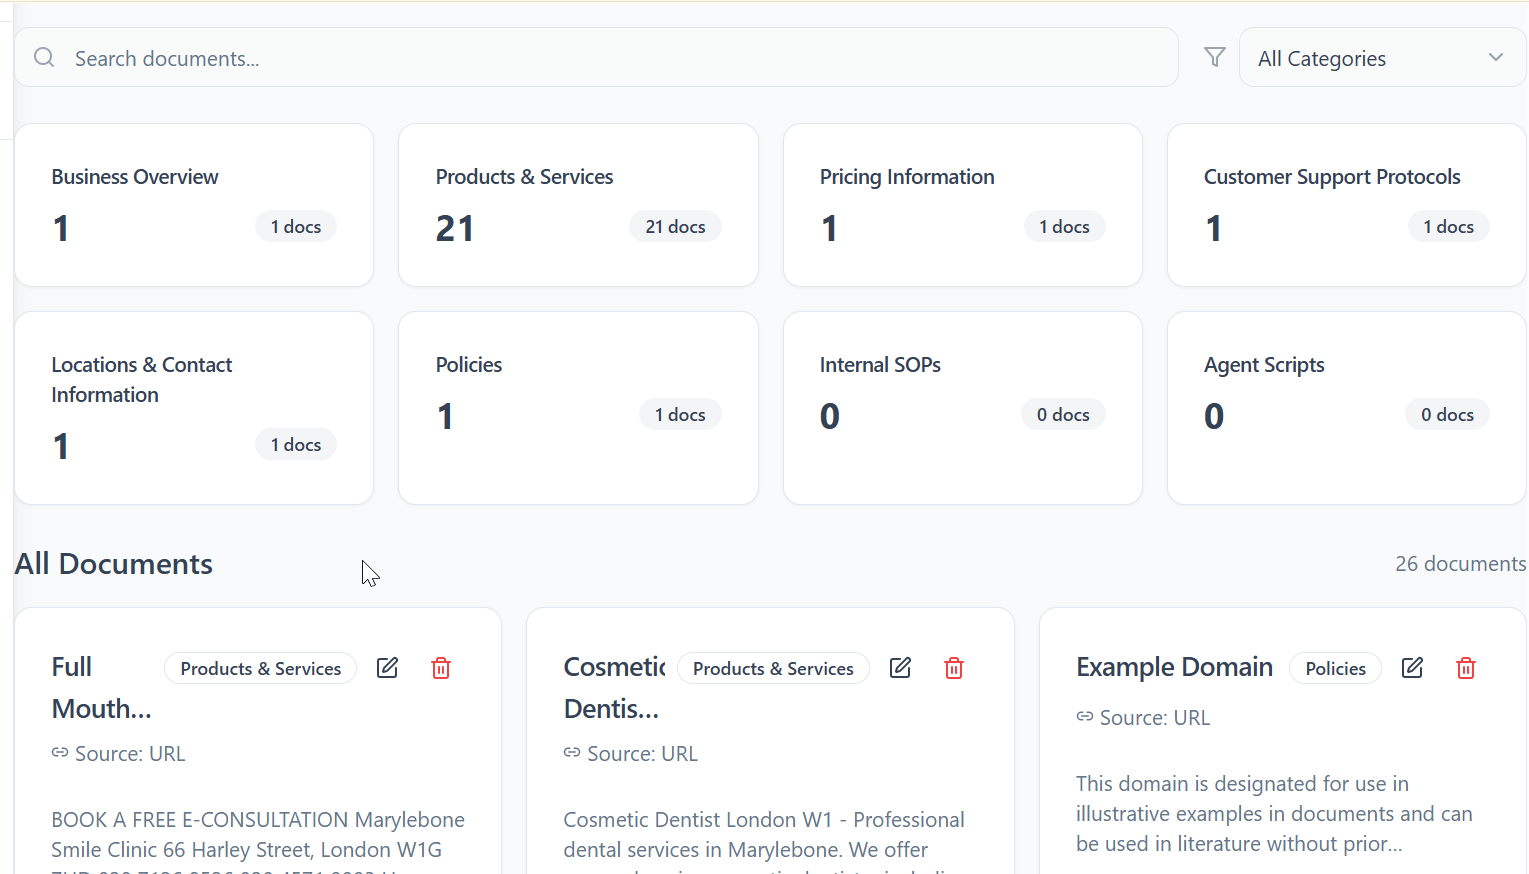 Search documents...
All Categories
Business Overview
1
1 docs
Products & Services
21
21 docs
Pricing Information
1
1 docs
Customer Support Protocols
1
1 docs
Locations & Contact
Information
1
1 docs
Policies
1
1 docs
Internal SOPs
0
0 docs
Agent Scripts
0
0 docs
All Documents
26 documents
Full
Mouth...
Products & Services
Source: URL
BOOK A FREE E-CONSULTATION Marylebone
Smile Clinic 66 Harley Street, London W1G
Cosmetic
Dentis...
Products & Services
Source: URL
Cosmetic Dentist London W1 - Professional
dental services in Marylebone. We offer
Example Domain
Policies
Source: URL
This domain is designated for use in
illustrative examples in documents and can
be used in literature without prior...